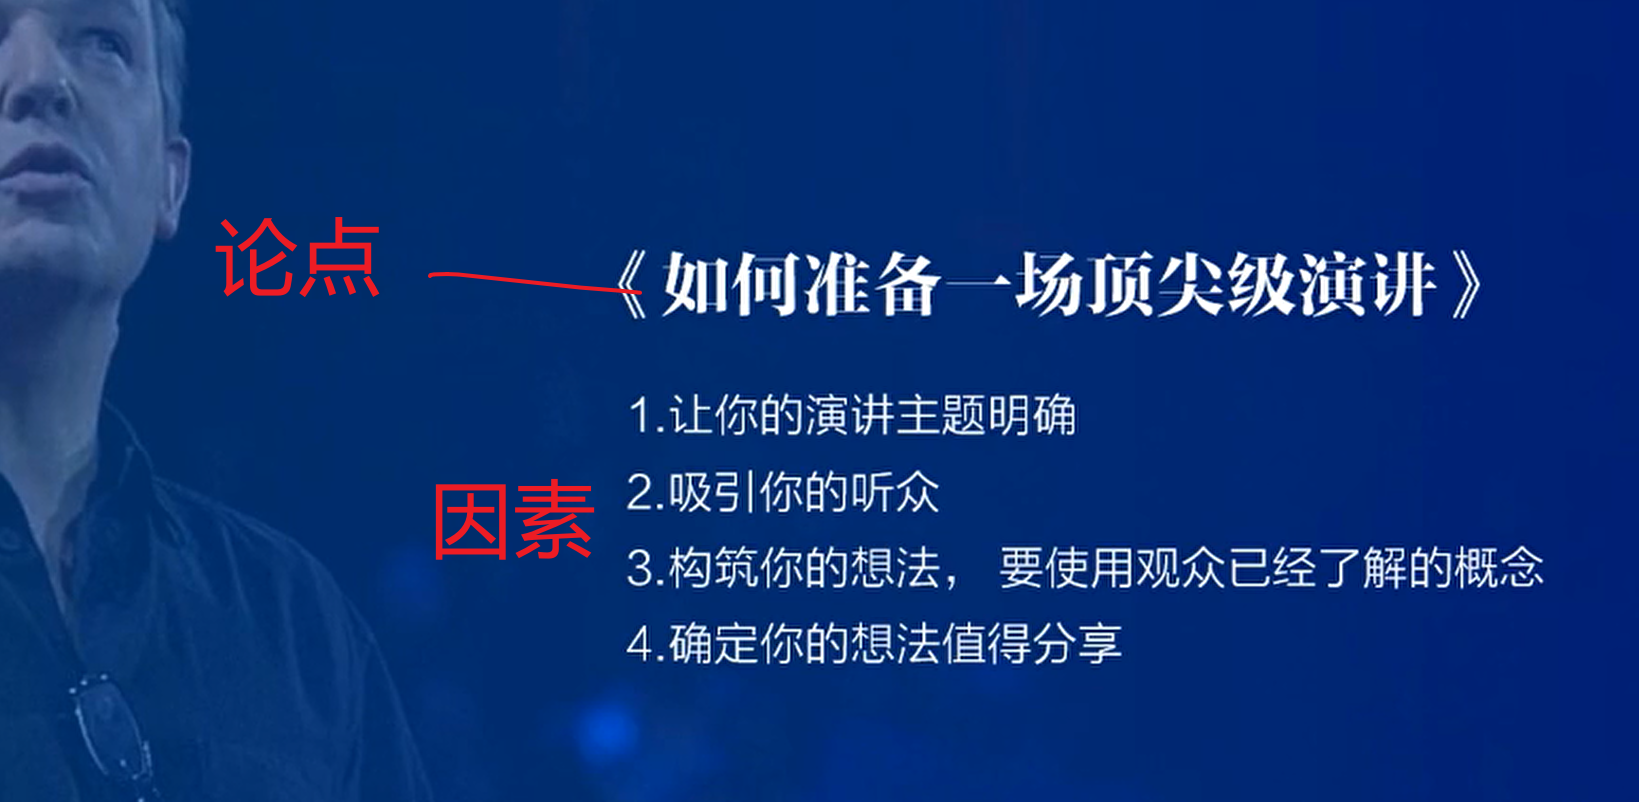 论点
《如何准备一场顶尖级演讲》
1.让你的演讲主题明确
因素
2.吸引你的听众
3.构筑你的想法， 要使用观众已经了解的概念
4.确定你的想法值得分享